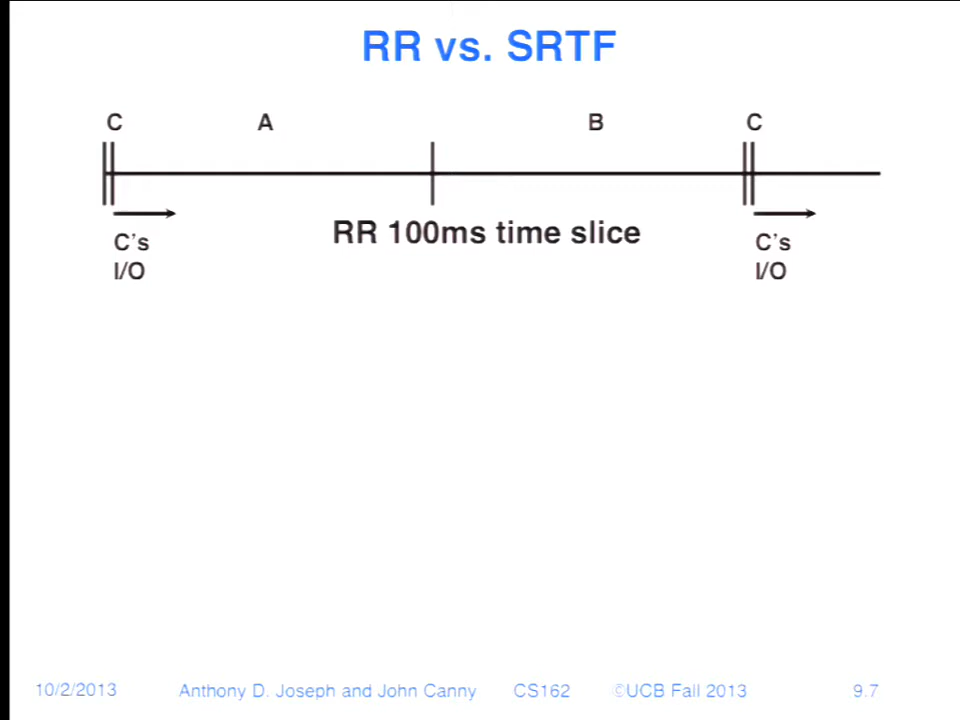 RR vs. SRTF
C A B C
RR 100ms time slice
C's C's
I/O I/O
10/2/2013 Anthony D. Joseph and John Canny CS162 ©UCB Fall 2013 9.7